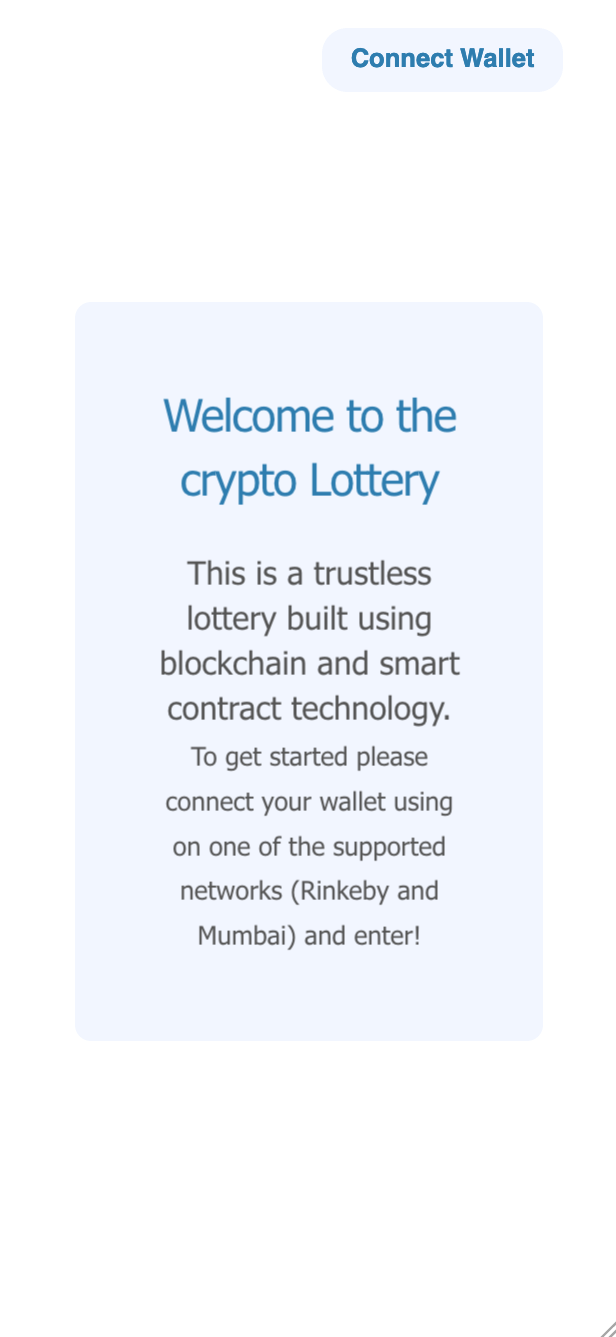 Connect Wallet
Welcome to the
crypto Lottery
This is a trustless
lottery built using
blockchain and smart
contract technology.
To get started please
connect your wallet using
on one of the supported
networks (Rinkeby and
Mumbai) and enter!